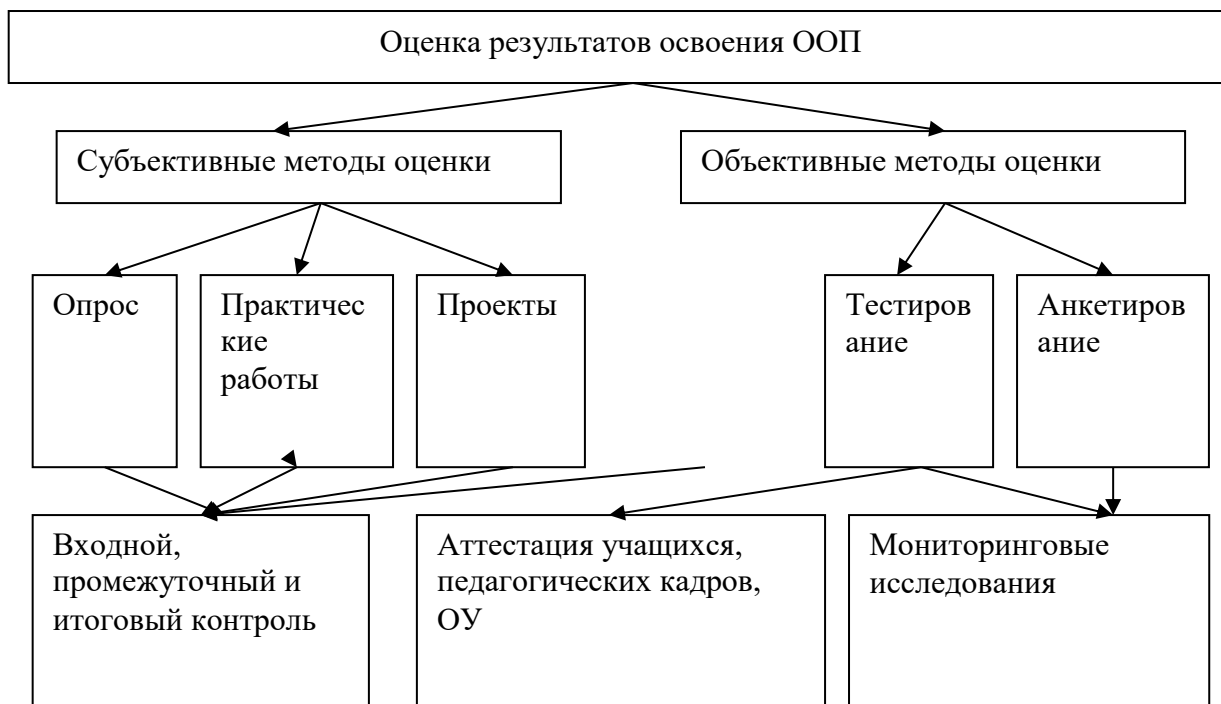 Оценка результатов освоения ООП
Субъективные методы оценки
Объективные методы оценки
Опрос
Практичес
кие
работы
Проекты
Тестиров
ание
Анкетиров
ание
Входной,
промежуточный и
итоговый контроль
Аттестация учащихся,
педагогических кадров,
ОУ
Мониторинговые
исследования